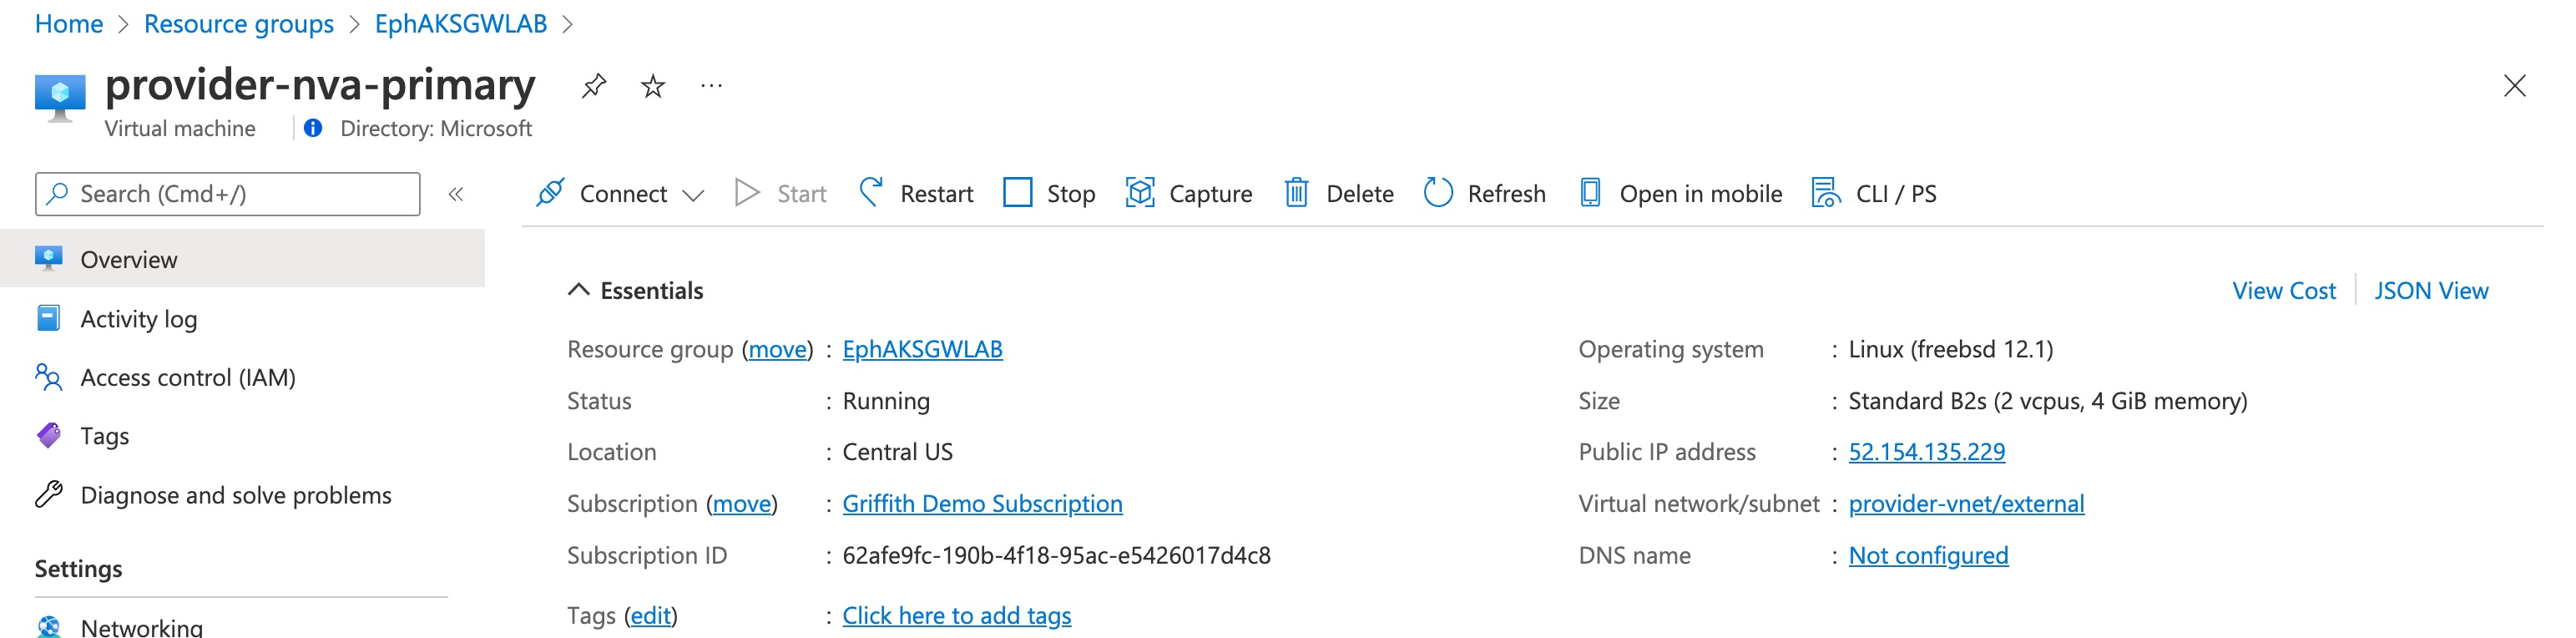 Home > Resource groups > EphAKSGWLAB >
provider-nva-primary ...
Virtual machine | Directory: Microsoft
Search (Cmd+/) «
Connect Start Restart Stop Capture Delete Refresh Open in mobile CLI / PS
Overview
Activity log
Access control (IAM)
Tags
Diagnose and solve problems
Settings
Networking
Essentials
View Cost | JSON View
Resource group (move) : EphAKSGWLAB
Status : Running
Location : Central US
Subscription (move) : Griffith Demo Subscription
Subscription ID : 62afe9fc-190b-4f18-95ac-e5426017d4c8
Tags (edit) : Click here to add tags
Operating system : Linux (freebsd 12.1)
Size : Standard B2s (2 vcpus, 4 GiB memory)
Public IP address : 52.154.135.229
Virtual network/subnet : provider-vnet/external
DNS name : Not configured